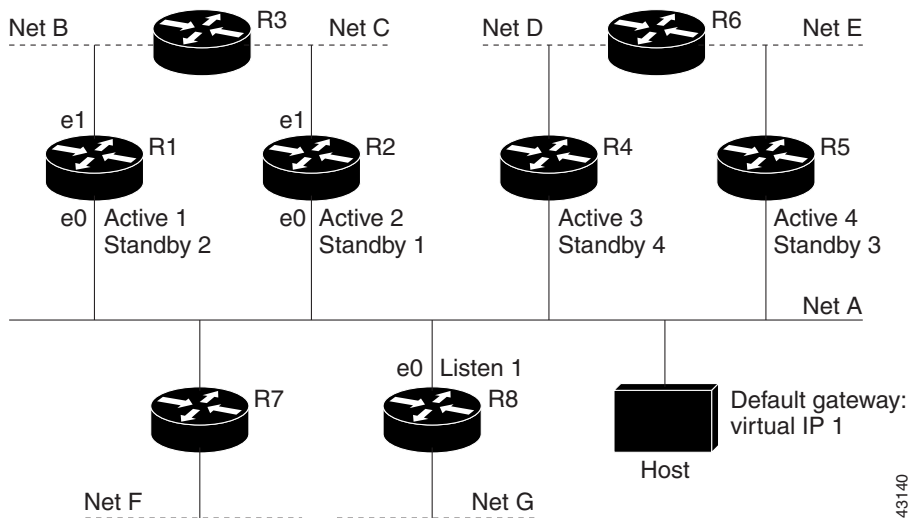 Net B
R3
Net C
Net D
R6
Net E
e1
R1
e1
R2
R4
R5
e0
Active 1
Standby 2
e0
Active 2
Standby 1
Active 3
Standby 4
Active 4
Standby 3
Net A
e0
Listen 1
R7
R8
Default gateway:
virtual IP 1
Host
Net F
Net G
43140